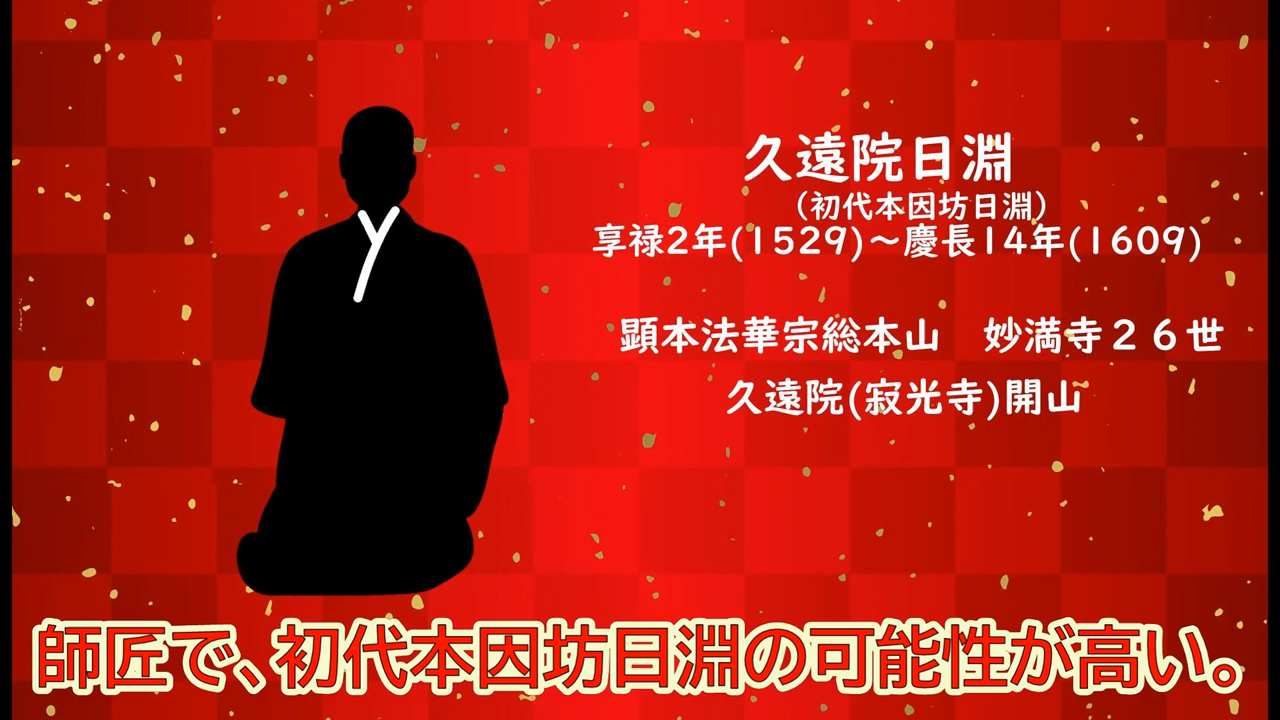 久遠院日淵
（初代本因坊日淵）
享禄2年(1529)～慶長14年(1609)
顕本法華宗総本山　妙満寺２６世
久遠院(寂光寺)開山
師匠で、初代本因坊日淵の可能性が高い。